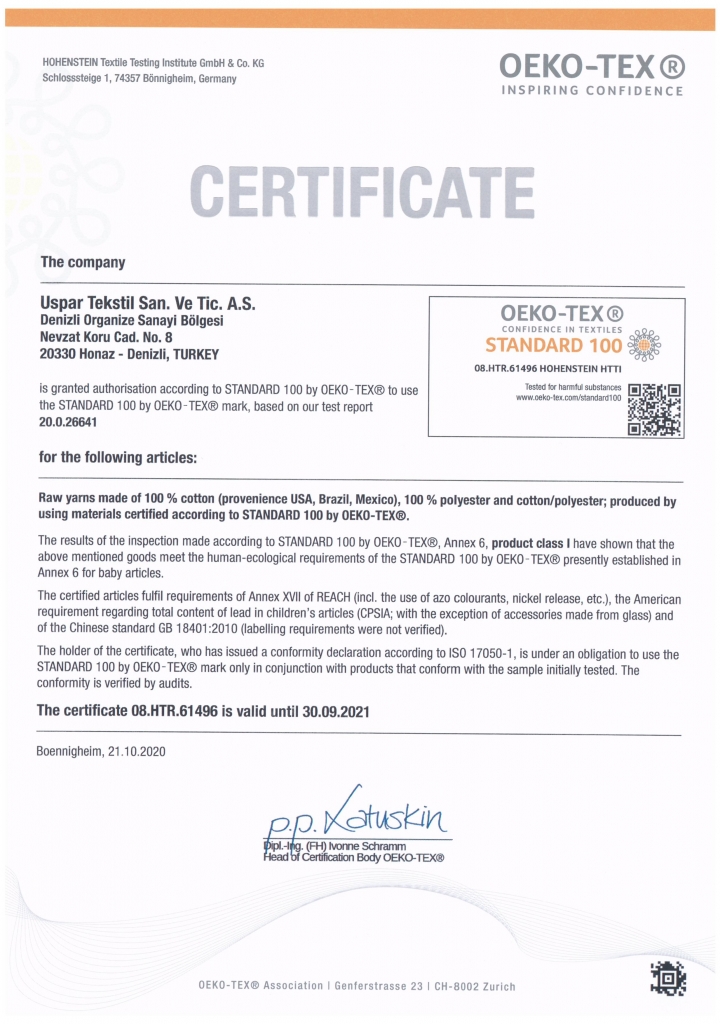 HOHENSTEIN Textile Testing Institute GmbH & Co. KG
Schlosssteige 1, 74357 Bönnigheim, Germany
OEKO-TEX®
INSPIRING CONFIDENCE
CERTIFICATE
The company
Uspar Tekstil San. Ve Tic. A.S.
Denizli Organize Sanayi Bölgesi
Nevzat Koru Cad. No. 8
20330 Honaz - Denizli, TURKEY
is granted authorisation according to STANDARD 100 by OEKO-TEX® to use
the STANDARD 100 by OEKO-TEX® mark, based on our test report
20.0.26641
OEKO-TEX®
CONFIDENCE IN TEXTILES
STANDARD 100
08.HTR.61496 HOHENSTEIN HTTI
Tested for harmful substances
www.oeko-tex.com/standard100
for the following articles:
Raw yarns made of 100 % cotton (provenience USA, Brazil, Mexico), 100 % polyester and cotton/polyester; produced by
using materials certified according to STANDARD 100 by OEKO-TEX®.
The results of the inspection made according to STANDARD 100 by OEKO-TEX®, Annex 6, product class I have shown that the
above mentioned goods meet the human-ecological requirements of the STANDARD 100 by OEKO-TEX® presently established in
Annex 6 for baby articles.
The certified articles fulfil requirements of Annex XVII of REACH (incl. the use of azo colourants, nickel release, etc.), the American
requirement regarding total content of lead in children's articles (CPSIA; with the exception of accessories made from glass) and
of the Chinese standard GB 18401:2010 (labelling requirements were not verified).
The holder of the certificate, who has issued a conformity declaration according to ISO 17050-1, is under an obligation to use the
STANDARD 100 by OEKO-TEX® mark only in conjunction with products that conform with the sample initially tested. The
conformity is verified by audits.
The certificate 08.HTR.61496 is valid until 30.09.2021
Boennigheim, 21.10.2020
p.p. Latuskin
Dipl.-Ing. (FH) Ivonne Schramm
Head of Certification Body OEKO-TEX®
OEKO-TEX® Association | Genferstrasse 23 | CH-8002 Zurich